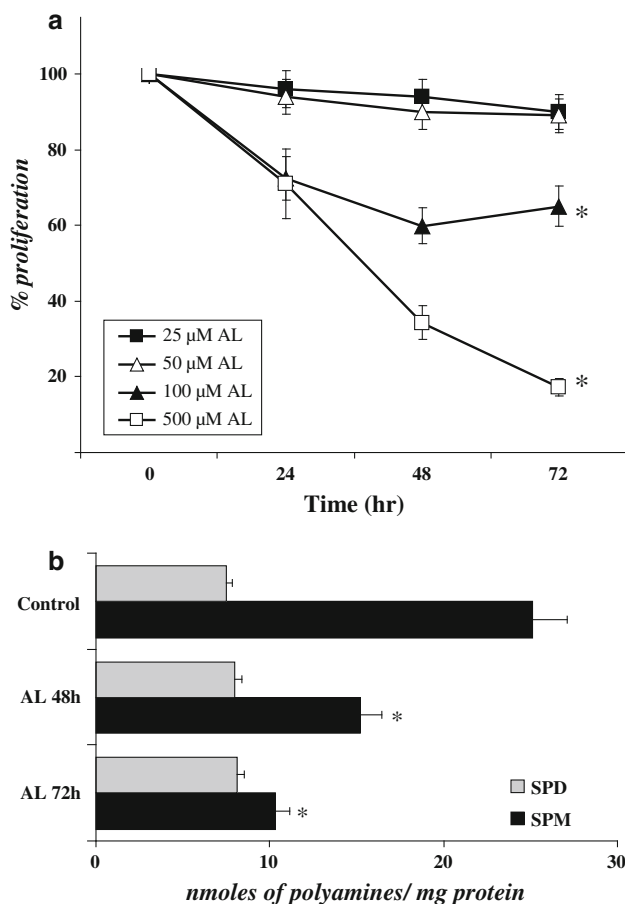 a
100
80
60
40
20
% proliferation
25 µM AL
50 µM AL
100 µM AL
500 µM AL
*
*
0 24 48 72
Time (hr)
b
Control
AL 48h
*
AL 72h
*
SPD
SPM
0 10 20 30
nmoles of polyamines/ mg protein